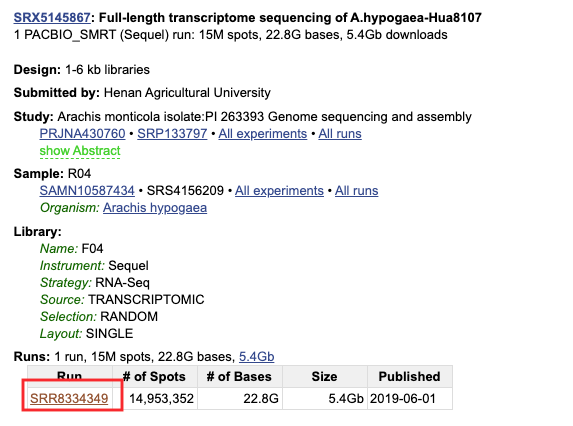 SRX5145867: Full-length transcriptome sequencing of A.hypogaea-Hua8107
1 PACBIO_SMRT (Sequel) run: 15M spots, 22.8G bases, 5.4Gb downloads
Design: 1-6 kb libraries
Submitted by: Henan Agricultural University
Study: Arachis monticola isolate:PI 263393 Genome sequencing and assembly
PRJNA430760 • SRP133797 • All experiments • All runs
show Abstract
Sample: R04
SAMN10587434 • SRS4156209 • All experiments • All runs
Organism: Arachis hypogaea
Library:
Name: F04
Instrument: Sequel
Strategy: RNA-Seq
Source: TRANSCRIPTOMIC
Selection: RANDOM
Layout: SINGLE
Runs: 1 run, 15M spots, 22.8G bases, 5.4Gb
Run # of Spots # of Bases Size Published
SRR8334349 14,953,352 22.8G 5.4Gb 2019-06-01